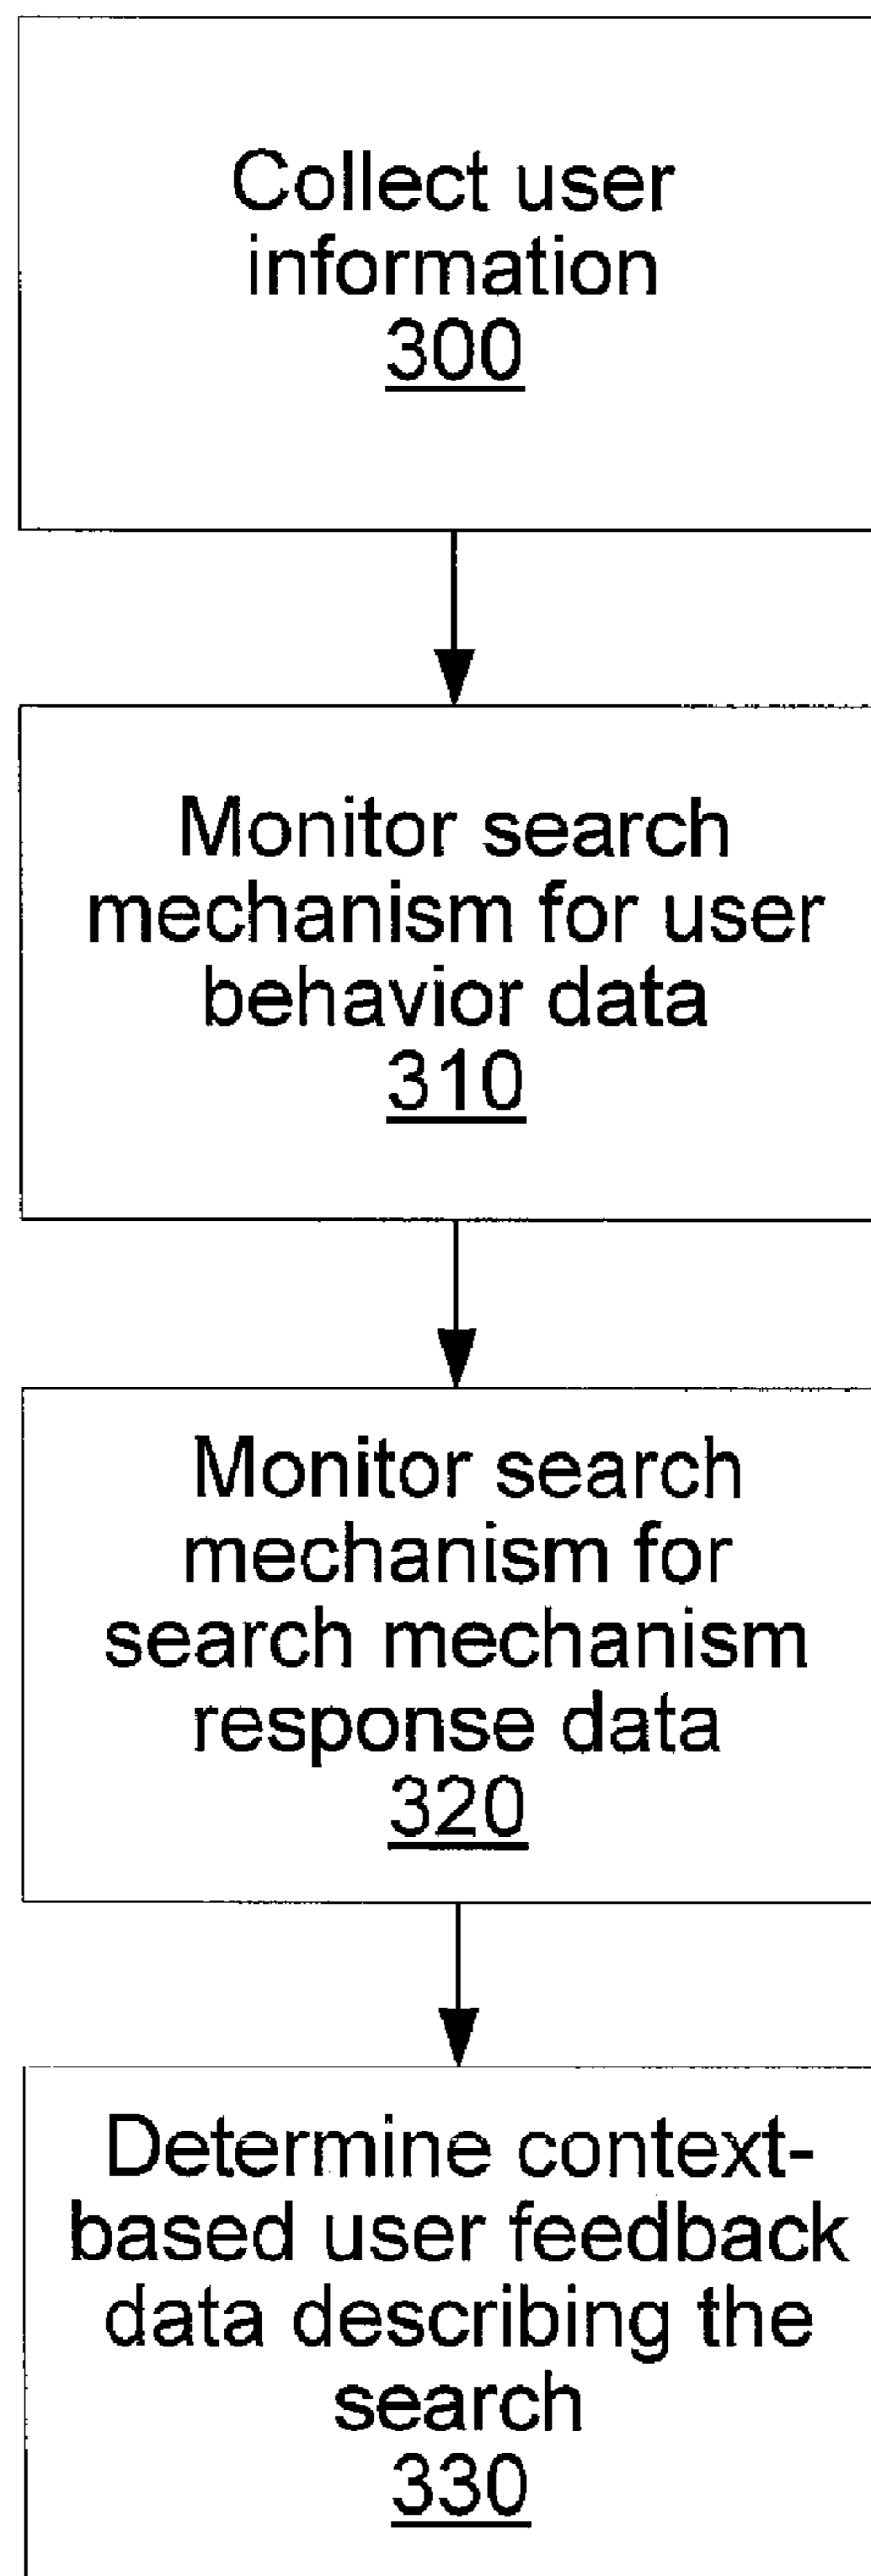 Collect user
information
300
Monitor search
mechanism for user
behavior data
310
Monitor search
mechanism for
search mechanism
response data
320
Determine context-
based user feedback
data describing the
search
330